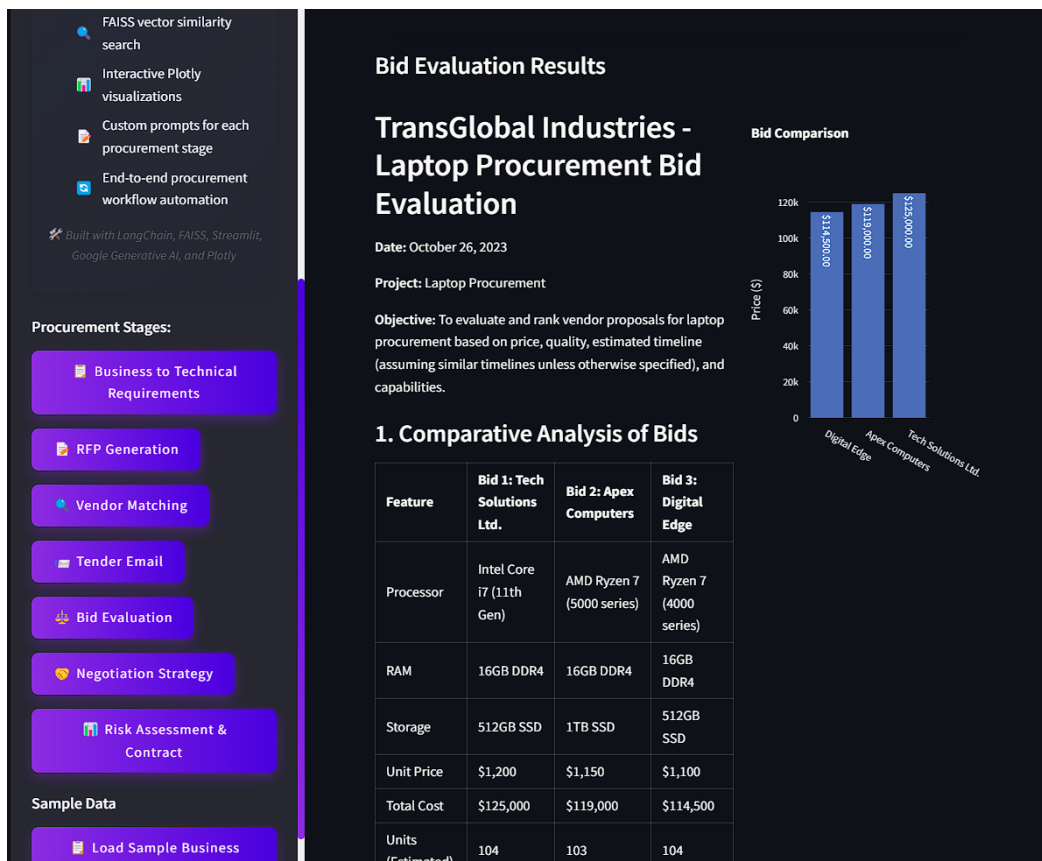 FAISS vector similarity
search
Interactive Plotly
visualizations
Custom prompts for each
procurement stage
End-to-end procurement
workflow automation
Built with LangChain, FAISS, Streamlit,
Google Generative AI, and Plotly
Procurement Stages:
Business to Technical
Requirements
RFP Generation
Vendor Matching
Tender Email
Bid Evaluation
Negotiation Strategy
Risk Assessment &
Contract
Sample Data
Load Sample Business
Bid Evaluation Results
TransGlobal Industries -
Laptop Procurement Bid
Evaluation
Date: October 26, 2023
Project: Laptop Procurement
Objective: To evaluate and rank vendor proposals for laptop
procurement based on price, quality, estimated timeline
(assuming similar timelines unless otherwise specified), and
capabilities.
1. Comparative Analysis of Bids
Feature
Bid 1: Tech
Solutions
Ltd.
Bid 2: Apex
Computers
Bid 3:
Digital
Edge
Processor
Intel Core
i7 (11th
Gen)
AMD Ryzen 7
(5000 series)
AMD
Ryzen 7
(4000
series)
RAM
16GB DDR4
16GB DDR4
16GB
DDR4
Storage
512GB SSD
1TB SSD
512GB
SSD
Unit Price
$1,200
$1,150
$1,100
Total Cost
$125,000
$119,000
$114,500
Units
(Estimated)
104
103
104
Bid Comparison
Price ($)
120k
100k
80k
60k
40k
20k
0
$114,500.00
$119,000.00
$125,000.00
Digital Edge
Apex Computers
Tech Solutions Ltd.